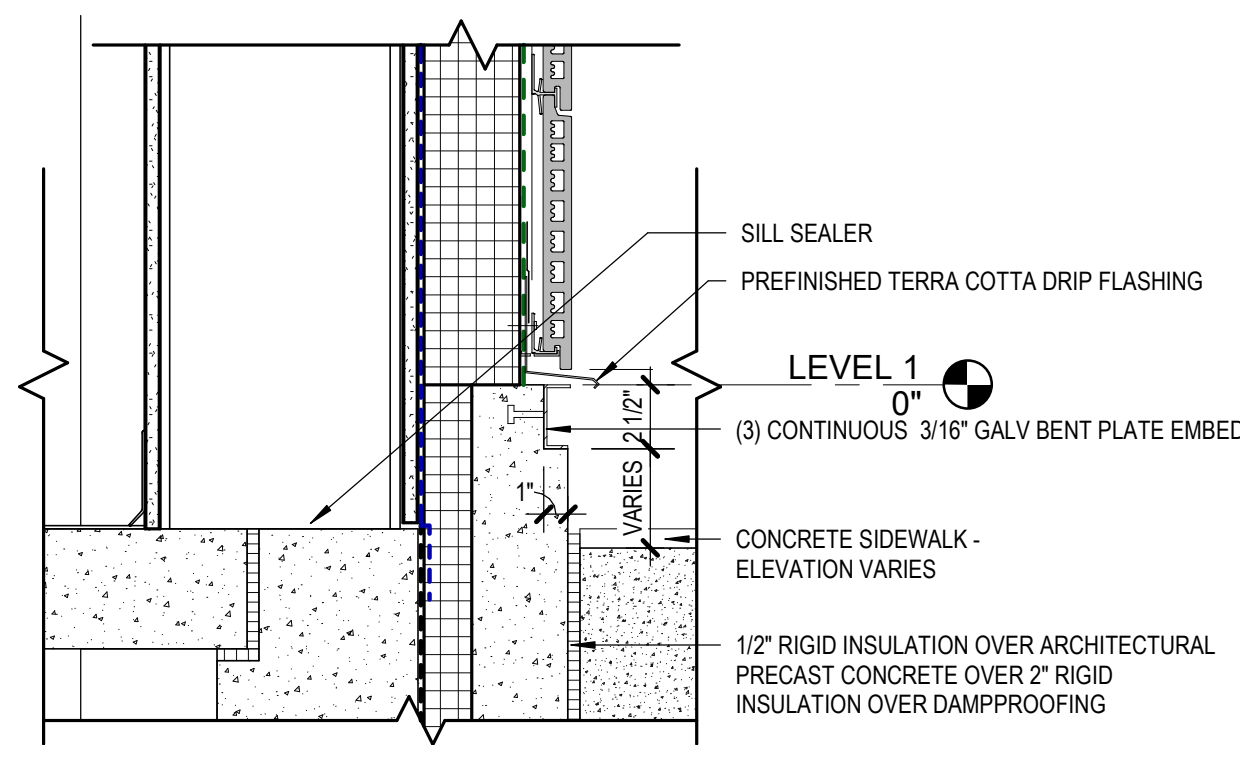 SILL SEALER
PREFINISHED TERRA COTTA DRIP FLASHING
LEVEL 1
0"
(3) CONTINUOUS 3/16" GALV BENT PLATE EMBED
2 1/2"
1"
VARIES
CONCRETE SIDEWALK -
ELEVATION VARIES
1/2" RIGID INSULATION OVER ARCHITECTURAL
PRECAST CONCRETE OVER 2" RIGID
INSULATION OVER DAMPPROOFING